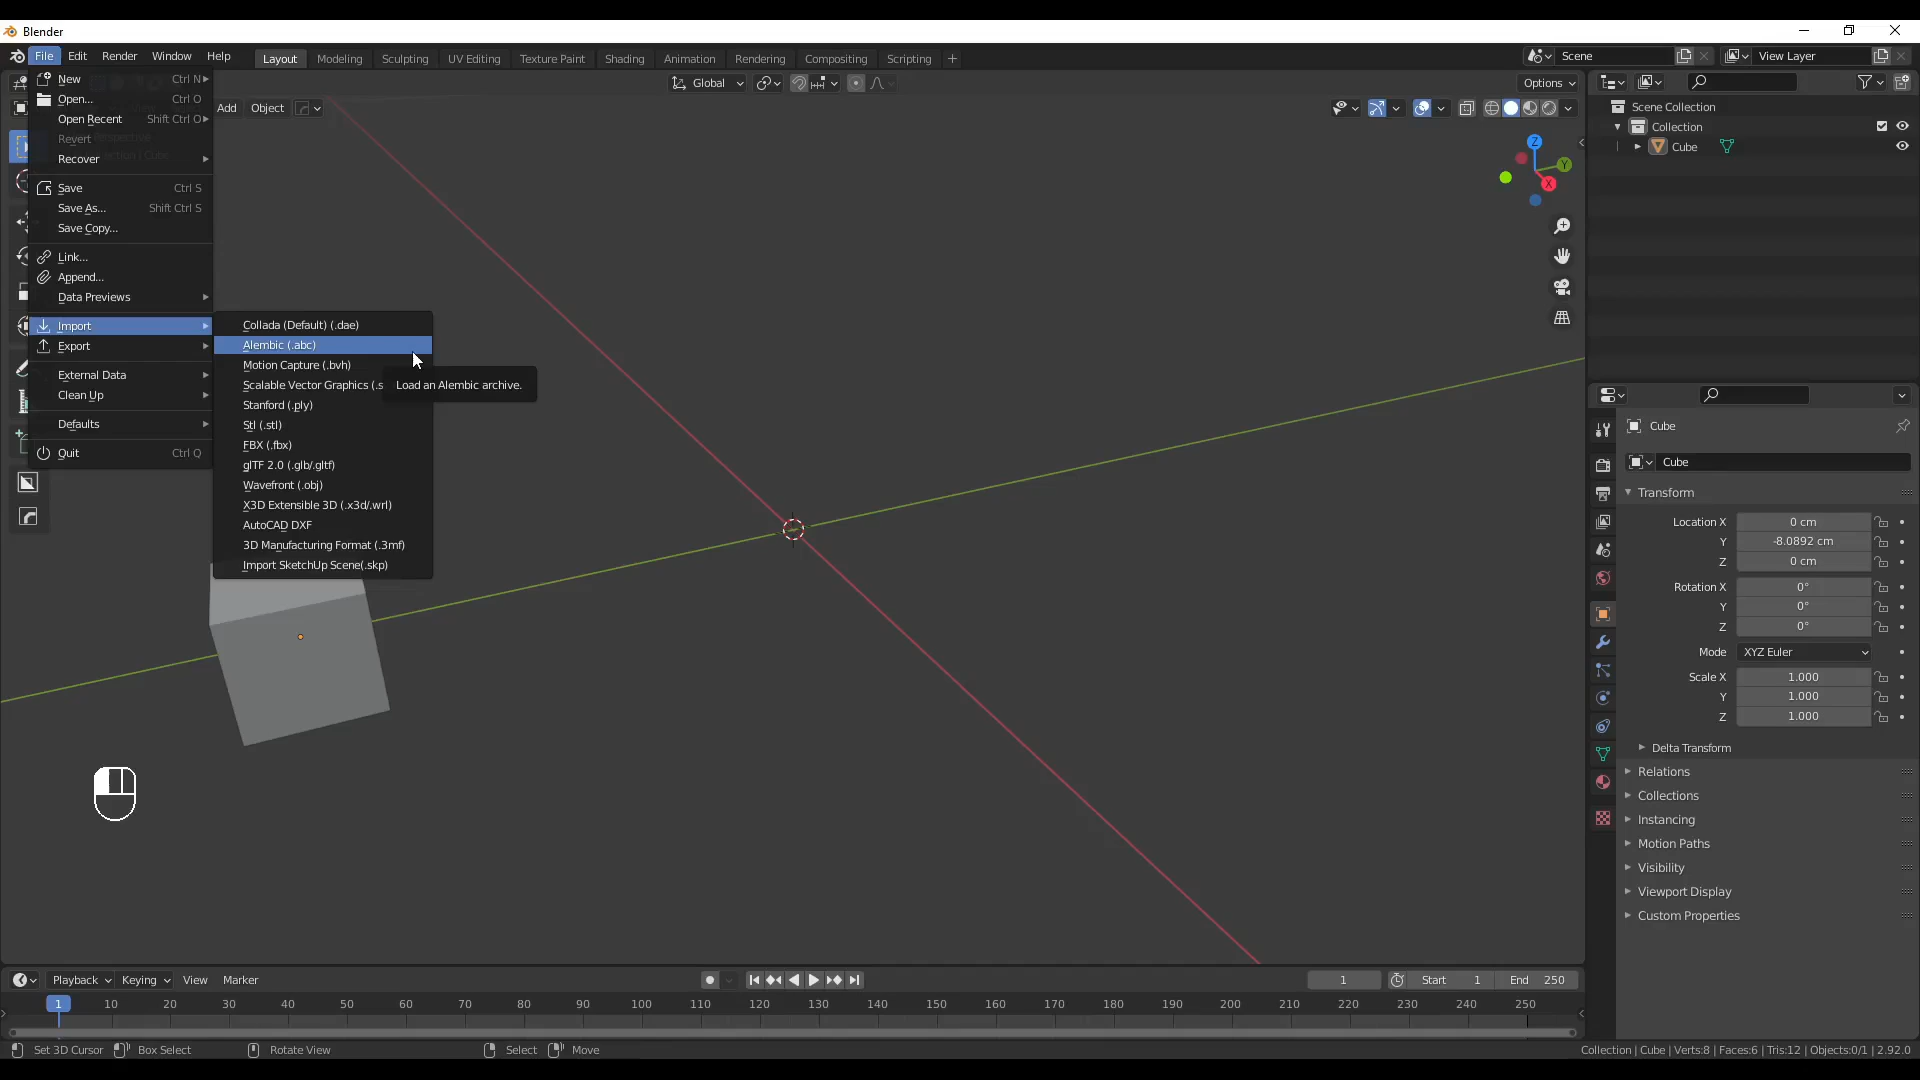 Blender
File Edit Render Window Help Layout Modeling Sculpting UV Editing Texture Paint Shading Animation Rendering Compositing Scripting + Scene View Layer
Global Options
Add Object
New Ctrl N
Open... Ctrl O
Open Recent Shift Ctrl O
Revert
Recover
Save Ctrl S
Save As... Shift Ctrl S
Save Copy...
Link...
Append...
Data Previews
Import
Export
External Data
Clean Up
Defaults
Quit Ctrl Q
Collada (Default) (.dae)
Alembic (.abc)
Motion Capture (.bvh)
Scalable Vector Graphics (.s
Stanford (.ply)
Stl (.stl)
FBX (.fbx)
glTF 2.0 (.glb/.gltf)
Wavefront (.obj)
X3D Extensible 3D (.x3d/.wrl)
AutoCAD DXF
3D Manufacturing Format (.3mf)
Import SketchUp Scene(.skp)
Load an Alembic archive.
Z
Y
X
Scene Collection
Collection
Cube
Cube
Cube
Transform
Location X 0 cm
Y -8.0892 cm
Z 0 cm
Rotation X 0°
Y 0°
Z 0°
Mode XYZ Euler
Scale X 1.000
Y 1.000
Z 1.000
Delta Transform
Relations
Collections
Instancing
Motion Paths
Visibility
Viewport Display
Custom Properties
Playback Keying View Marker 1 Start 1 End 250
1 10 20 30 40 50 60 70 80 90 100 110 120 130 140 150 160 170 180 190 200 210 220 230 240 250
Set 3D Cursor Box Select Rotate View Select Move Collection | Cube | Verts:8 | Faces:6 | Tris:12 | Objects:0/1 | 2.92.0